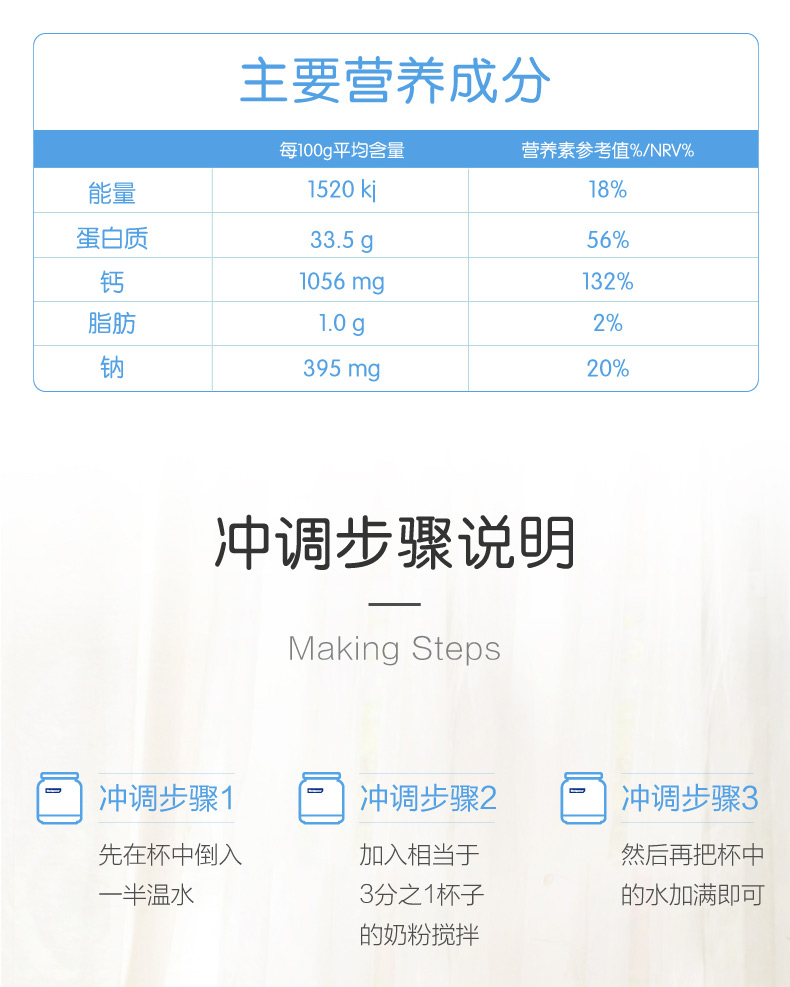 主要营养成分
每100g平均含量 营养素参考值%/NRV%
能量 1520 kj 18%
蛋白质 33.5 g 56%
钙 1056 mg 132%
脂肪 1.0 g 2%
钠 395 mg 20%
冲调步骤说明
Making Steps
冲调步骤1
先在杯中倒入
一半温水
冲调步骤2
加入相当于
3分之1杯子
的奶粉搅拌
冲调步骤3
然后再把杯中
的水加满即可